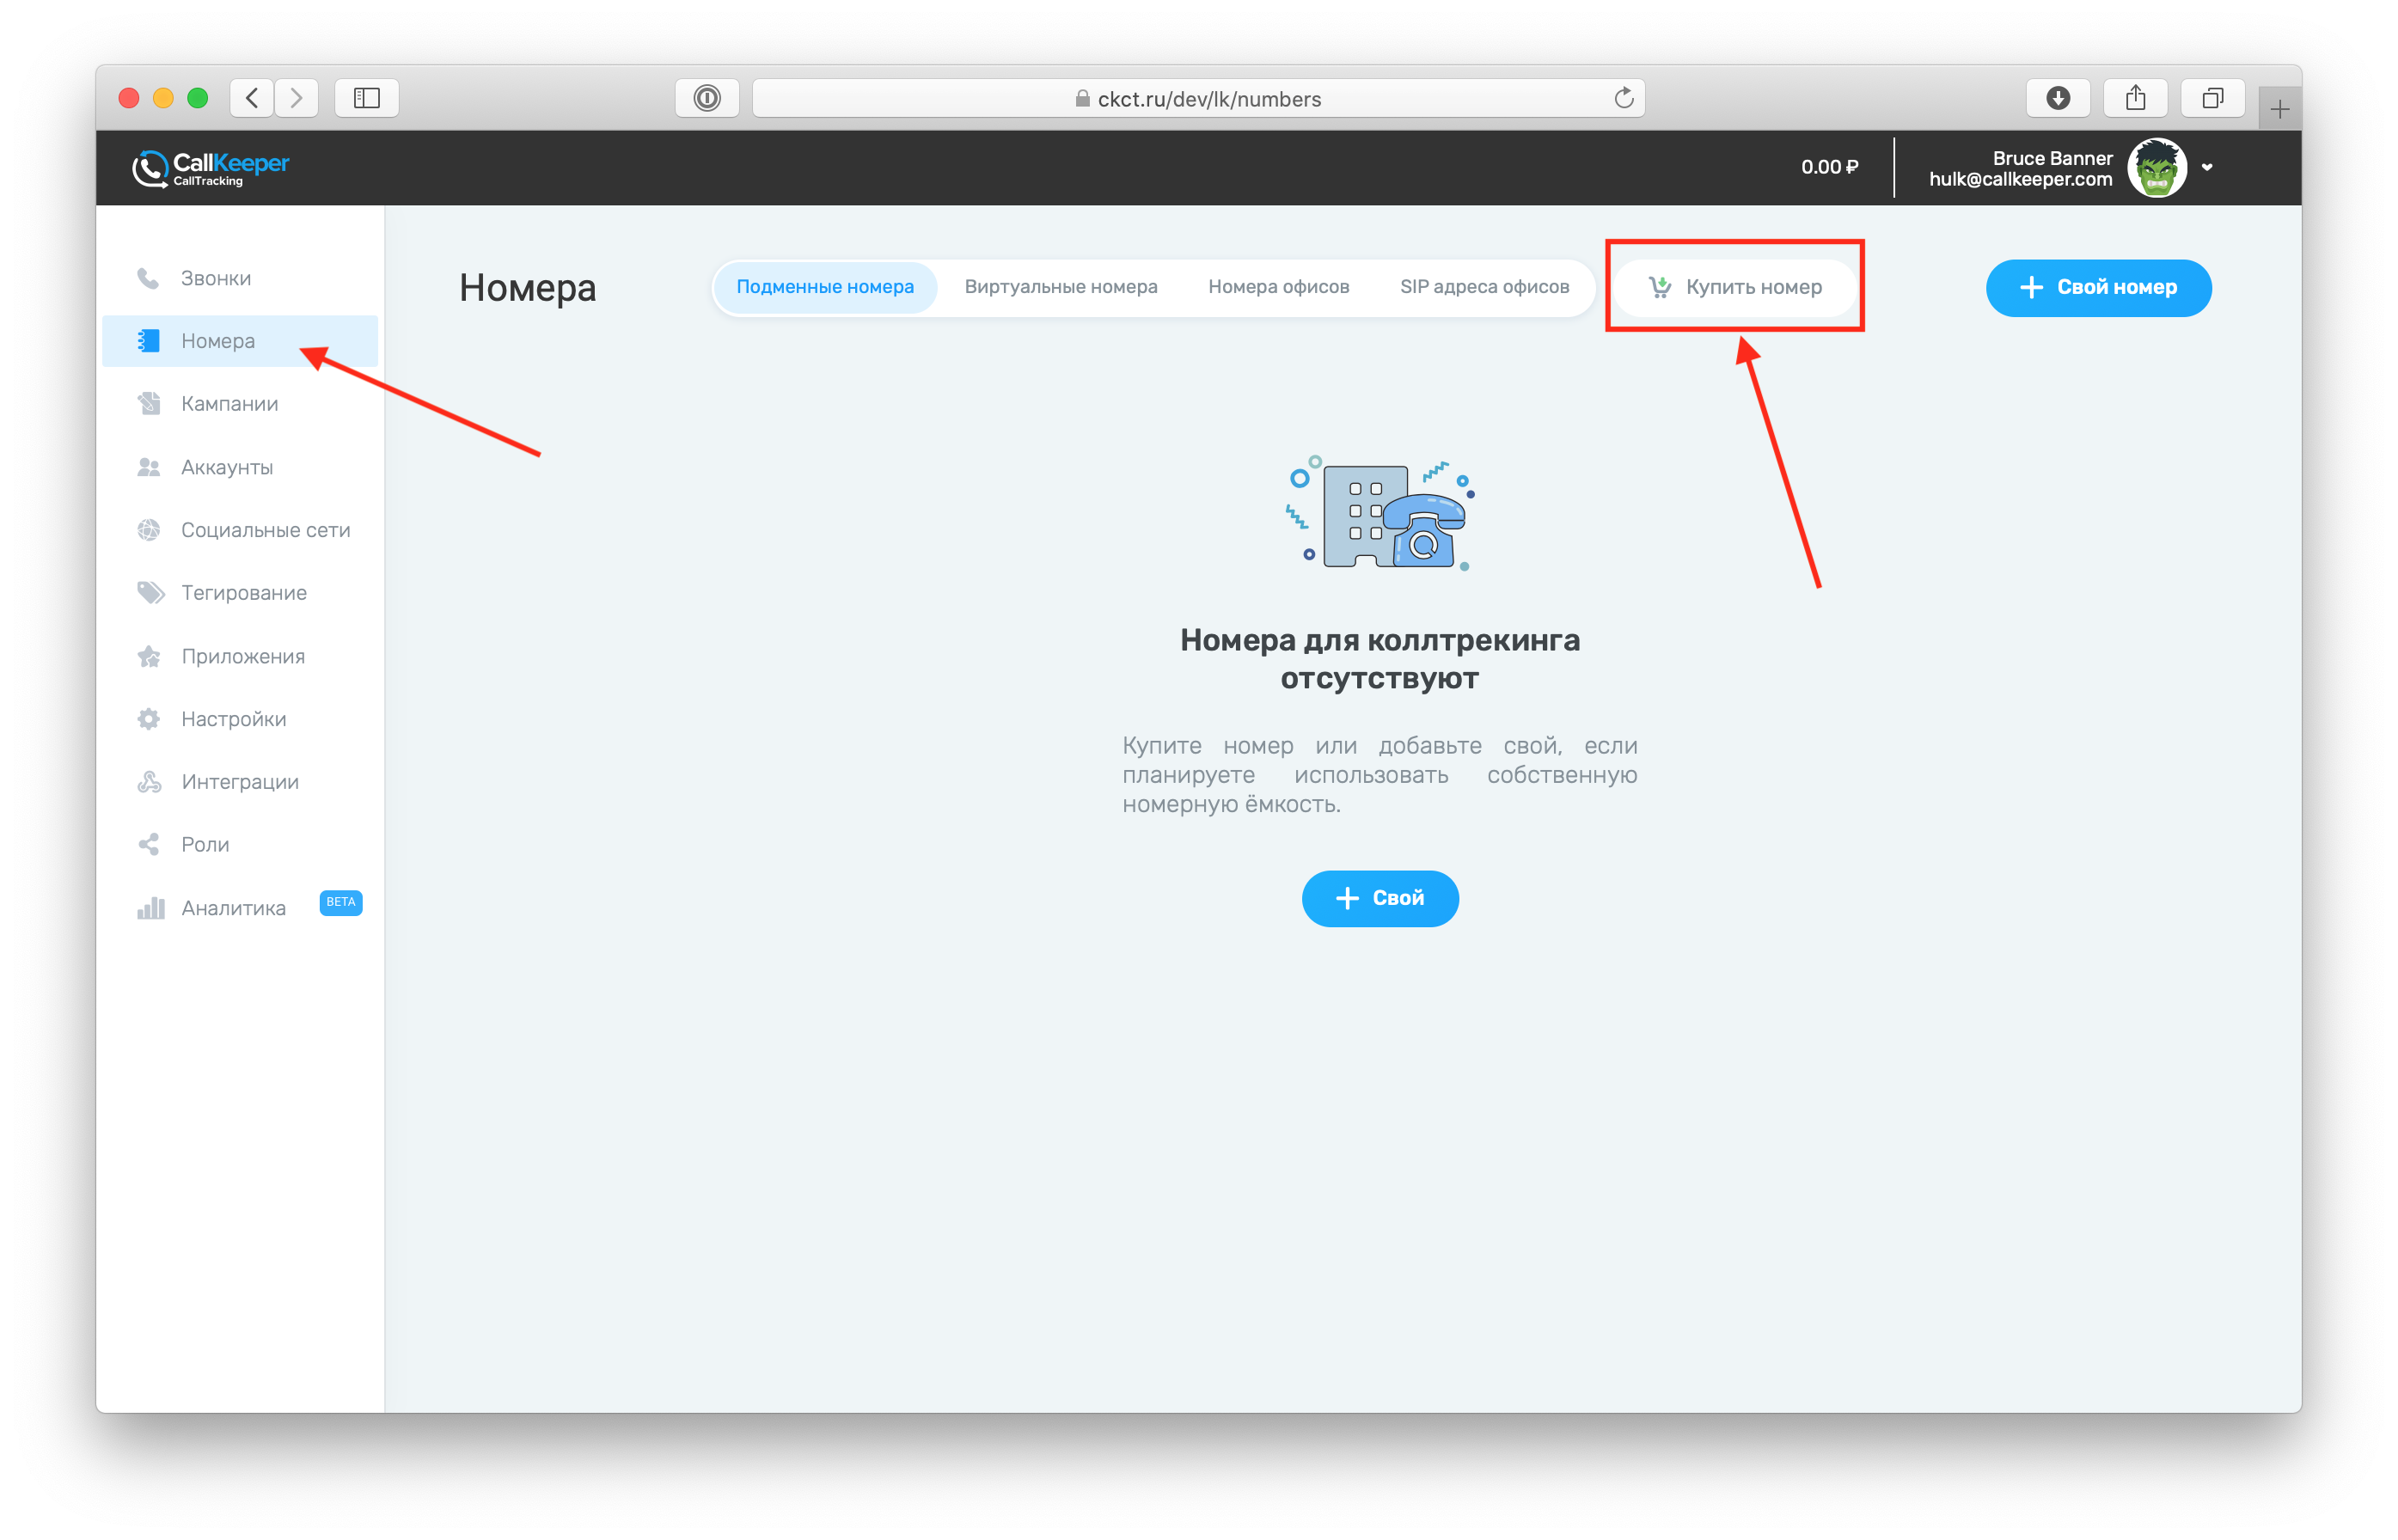 ckct.ru/dev/lk/numbers
CallKeeper
CallTracking
0.00 ₽
Bruce Banner
hulk@callkeeper.com
Звонки
Номера
Кампании
Аккаунты
Социальные сети
Тегирование
Приложения
Настройки
Интеграции
Роли
Аналитика BETA
Номера
Подменные номера Виртуальные номера Номера офисов SIP адреса офисов Купить номер Свой номер
Номера для коллтрекинга
отсутствуют
Купите номер или добавьте свой, если
планируете использовать собственную
номерную ёмкость.
Свой